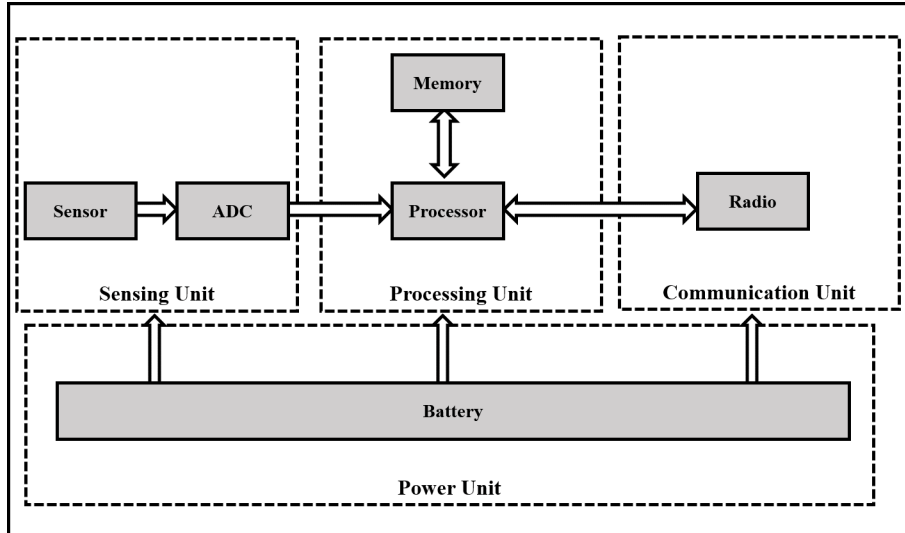 Memory
Sensor
ADC
Processor
Radio
Sensing Unit
Processing Unit
Communication Unit
Battery
Power Unit